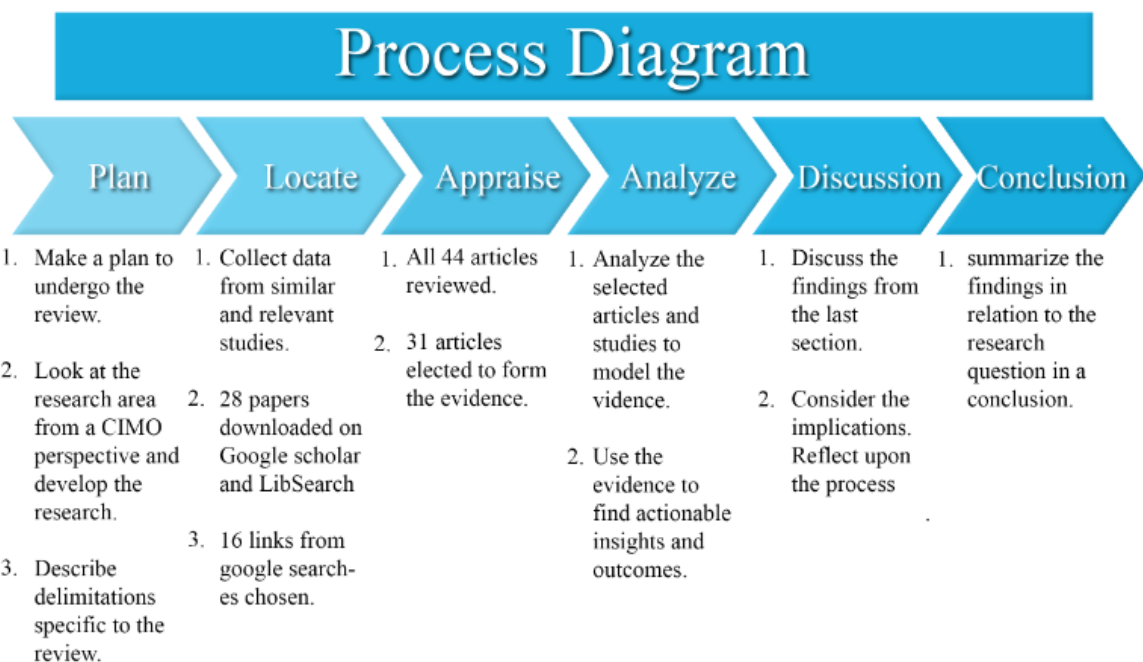 Process Diagram
Plan
Locate
Appraise
Analyze
Discussion
Conclusion
1. Make a plan to
undergo the
review.
2. Look at the
research area
from a CIMO
perspective and
develop the
research.
3. Describe
delimitations
specific to the
review.
1. Collect data
from similar
and relevant
studies.
2. 28 papers
downloaded on
Google scholar
and LibSearch
3. 16 links from
google search-
es chosen.
1. All 44 articles
reviewed.
2. 31 articles
elected to form
the evidence.
1. Analyze the
selected
articles and
studies to
model the
vidence.
2. Use the
evidence to
find actionable
insights and
outcomes.
1. Discuss the
findings from
the last
section.
2. Consider the
implications.
Reflect upon
the process
.
1. summarize the
findings in
relation to the
research
question in a
conclusion.